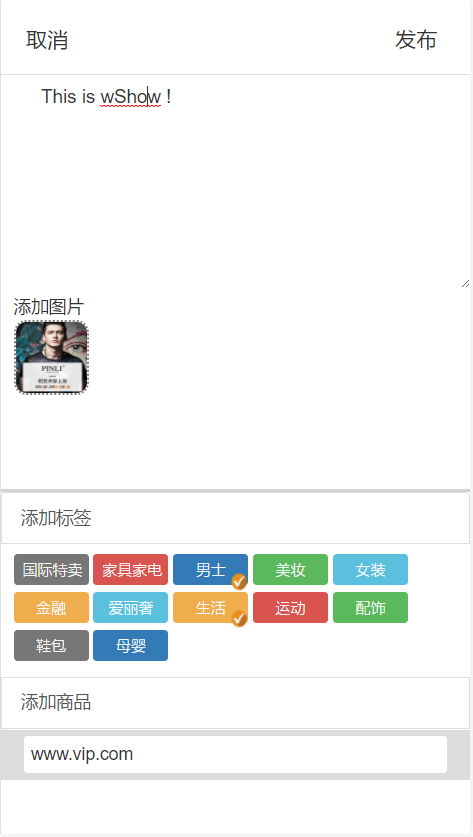 取消 发布
This is wShow !
添加图片
PINLI
添加标签
国际特卖 家具家电 男士 美妆 女装
金融 爱丽奢 生活 运动 配饰
鞋包 母婴
添加商品
www.vip.com